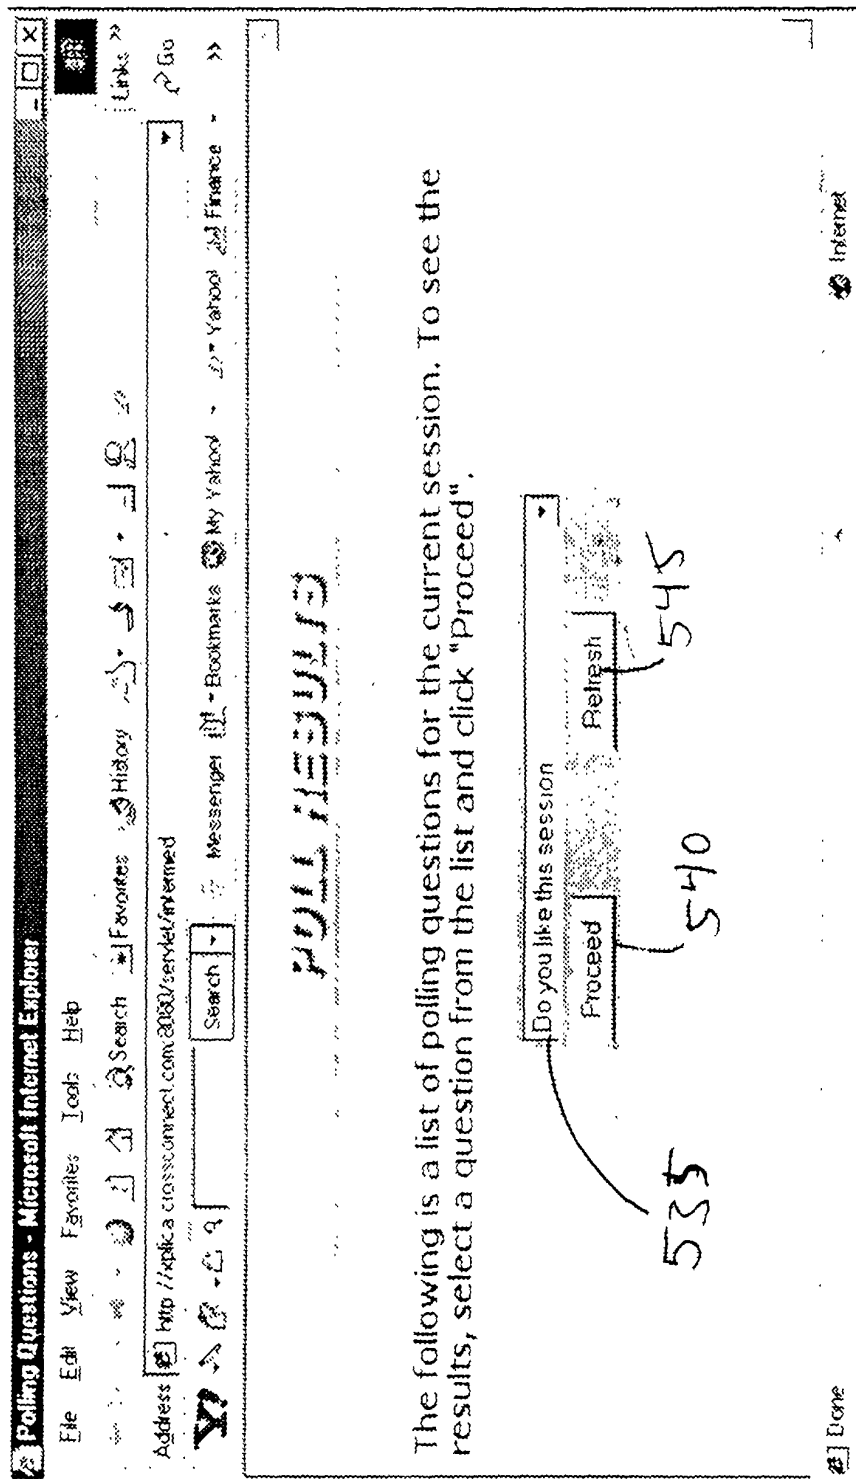 Polling Questions - Microsoft Internet Explorer
File Edit View Favorites Tools Help
Search Favorites History
Links »
Address http://xplica.crossconnect.com:8080/servlet/intermed Go
Y! Search Messenger Bookmarks My Yahoo! Yahoo! Finance »
POLL RESULTS
The following is a list of polling questions for the current session. To see the
results, select a question from the list and click "Proceed".
Do you like this session
Proceed Refresh
535 540 545
Done Internet